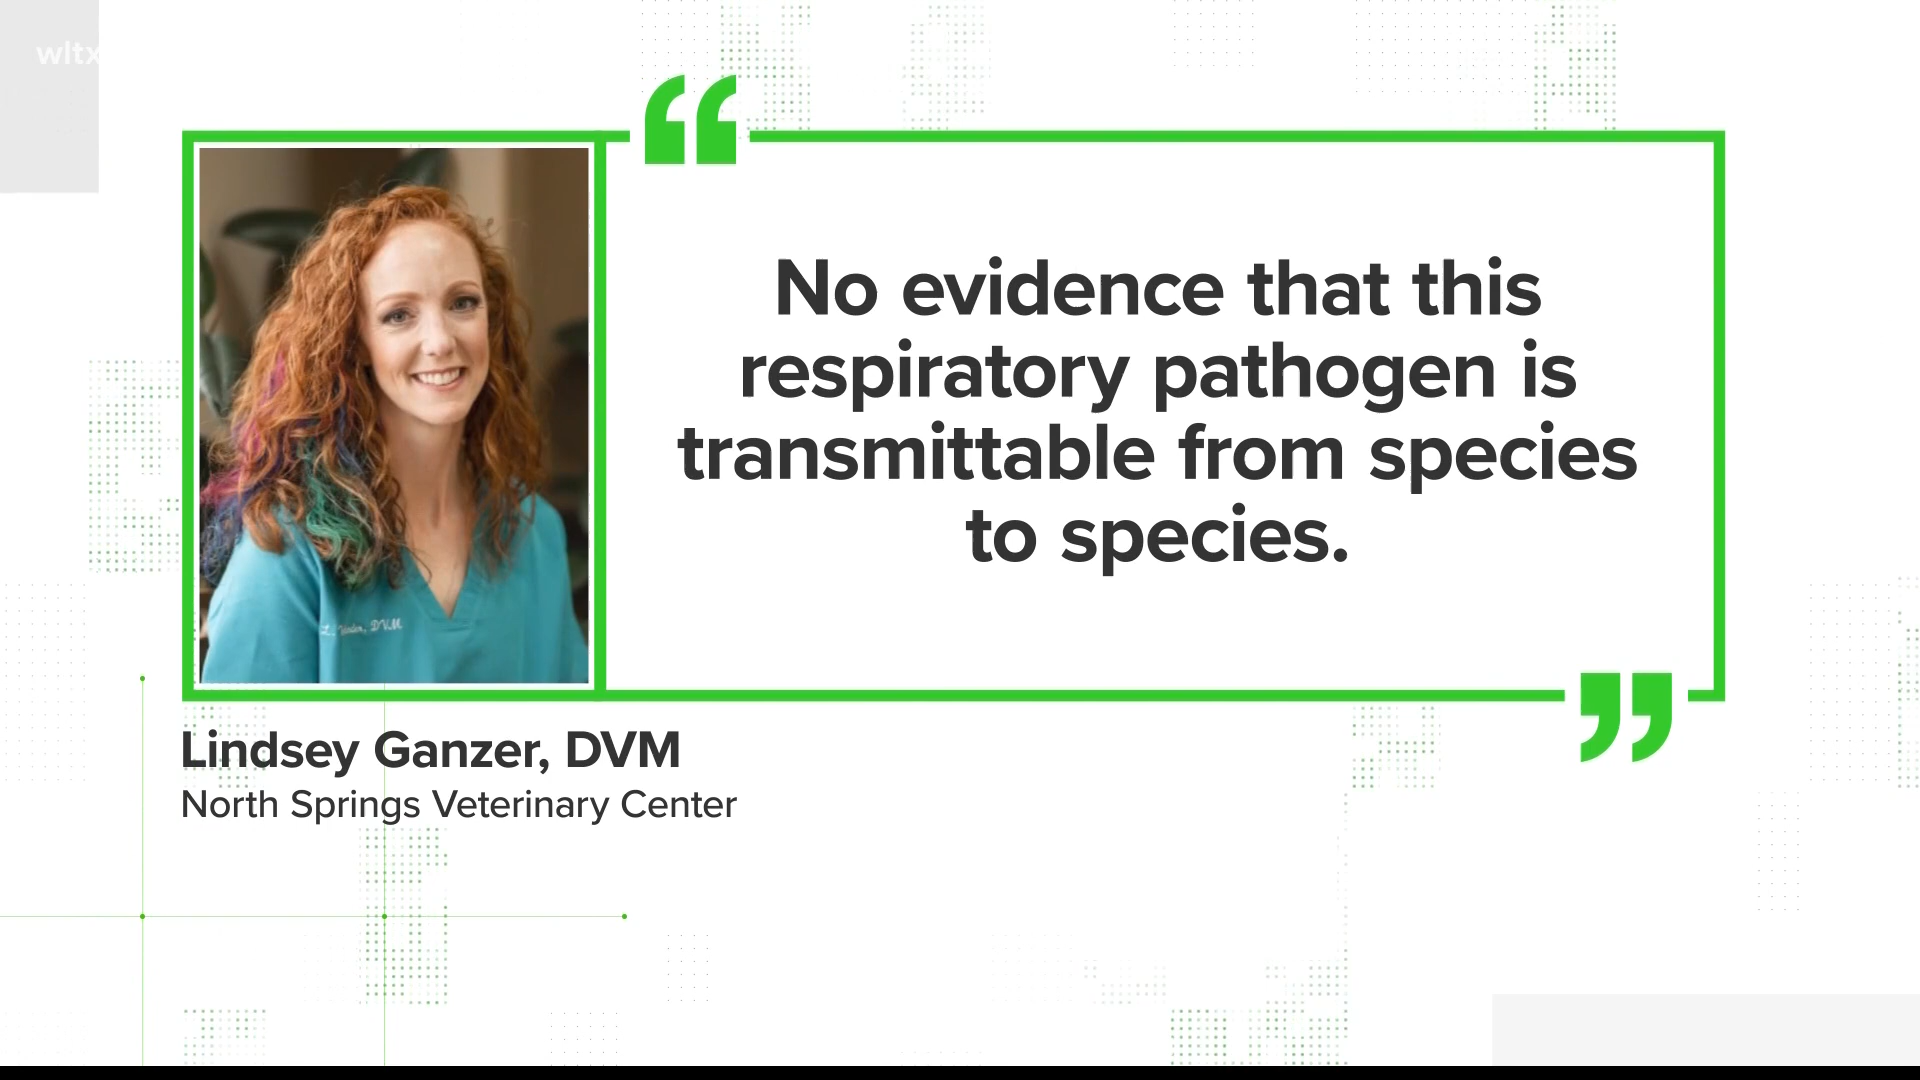 wltx
“
No evidence that this
respiratory pathogen is
transmittable from species
to species.
”
DVM
Lindsey Ganzer, DVM
North Springs Veterinary Center